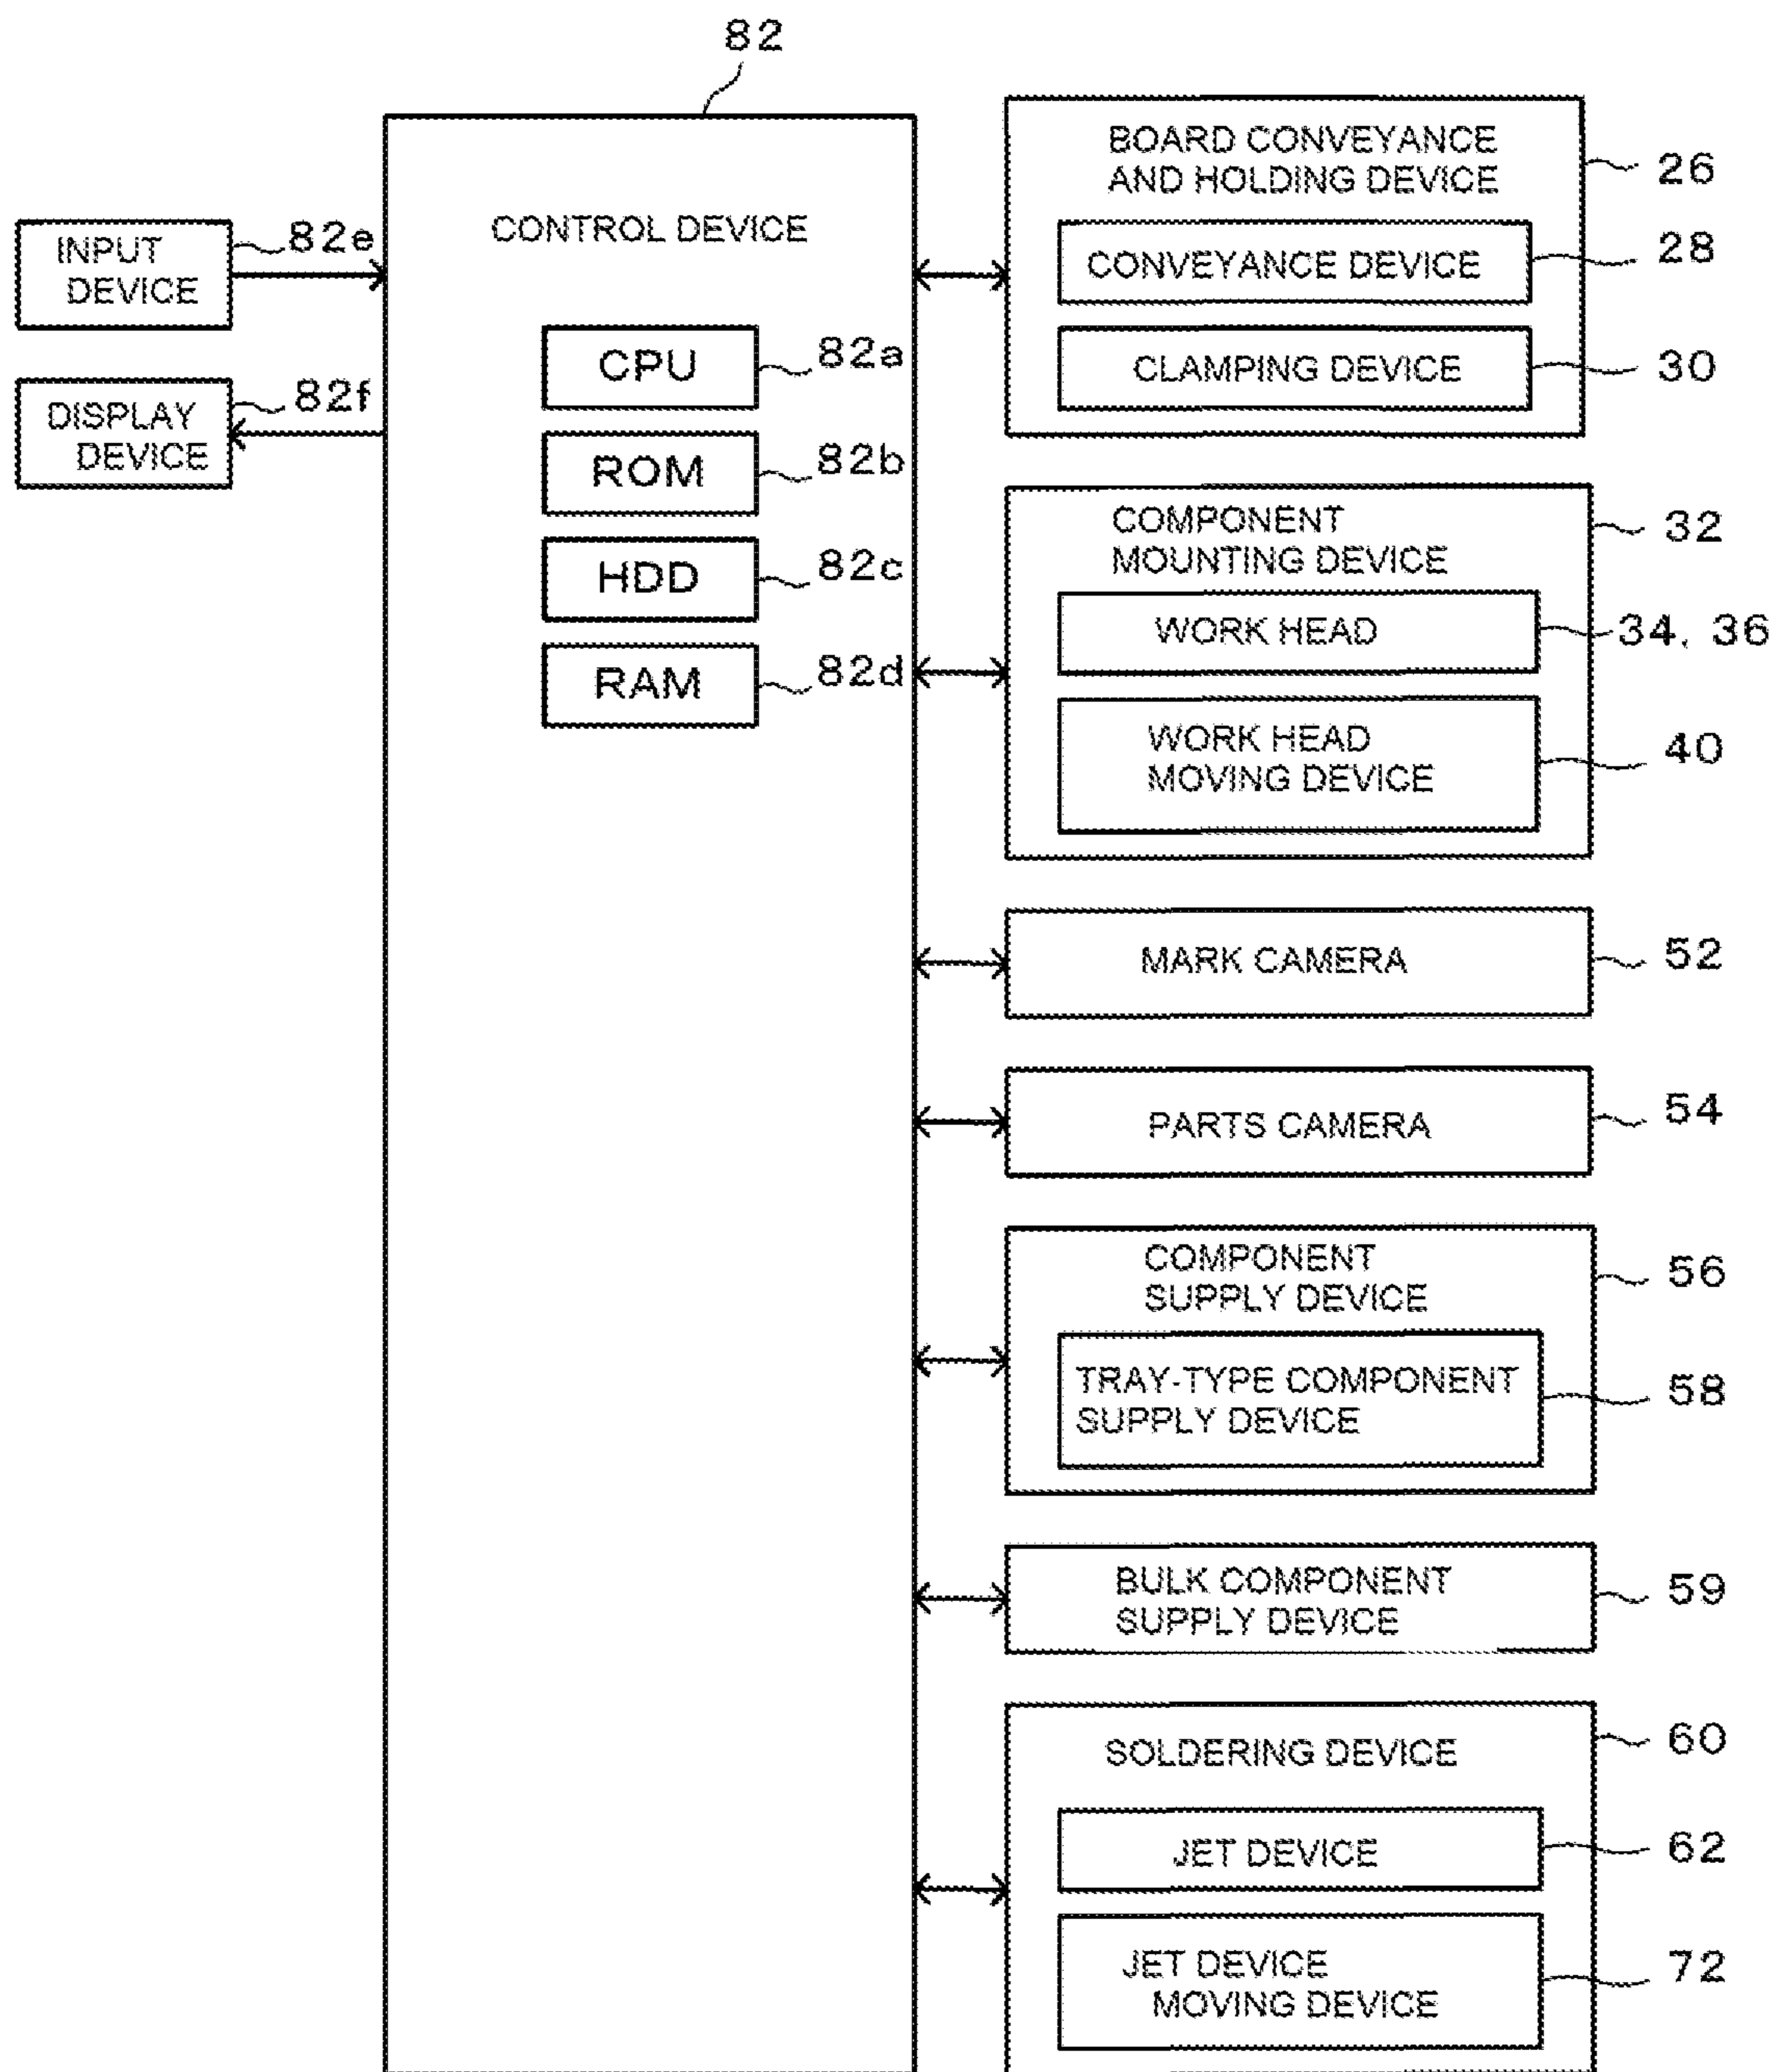 82
INPUT
DEVICE
82e
DISPLAY
DEVICE
82f
CONTROL DEVICE
CPU
82a
ROM
82b
HDD
82c
RAM
82d
BOARD CONVEYANCE
AND HOLDING DEVICE
26
CONVEYANCE DEVICE
28
CLAMPING DEVICE
30
COMPONENT
MOUNTING DEVICE
32
WORK HEAD
34, 36
WORK HEAD
MOVING DEVICE
40
MARK CAMERA
52
PARTS CAMERA
54
COMPONENT
SUPPLY DEVICE
56
TRAY-TYPE COMPONENT
SUPPLY DEVICE
58
BULK COMPONENT
SUPPLY DEVICE
59
SOLDERING DEVICE
60
JET DEVICE
62
JET DEVICE
MOVING DEVICE
72